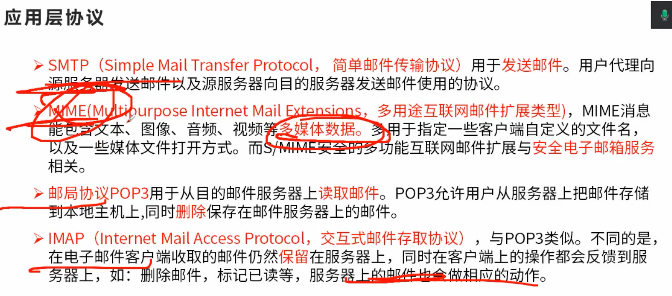 应用层协议
SMTP（Simple Mail Transfer Protocol， 简单邮件传输协议）用于发送邮件。用户代理向
源服务器发送邮件以及源服务器向目的服务器发送邮件使用的协议。
MIME(Multipurpose Internet Mail Extensions，多用途互联网邮件扩展类型)，MIME消息
能包含文本、图像、音频、视频等多媒体数据。多用于指定一些客户端自定义的文件名，
以及一些媒体文件打开方式。而S/MIME安全的多功能互联网邮件扩展与安全电子邮箱服务
相关。
邮局协议POP3用于从目的邮件服务器上读取邮件。POP3允许用户从服务器上把邮件存储
到本地主机上,同时删除保存在邮件服务器上的邮件。
IMAP（Internet Mail Access Protocol，交互式邮件存取协议），与POP3类似。不同的是，
在电子邮件客户端收取的邮件仍然保留在服务器上，同时在客户端上的操作都会反馈到服
务器上，如：删除邮件，标记已读等，服务器上的邮件也会做相应的动作。